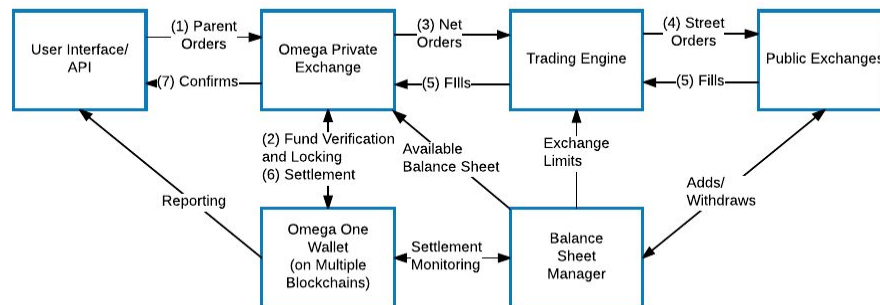 (1) Parent
Orders
(3) Net
Orders
(4) Street
Orders
User Interface/
API
Omega Private
Exchange
Trading Engine
Public Exchanges
(7) Confirms
(5) FIlls
(5) Fills
(2) Fund Verification
and Locking
(6) Settlement
Available
Balance Sheet
Exchange
Limits
Reporting
Adds/
Withdraws
Omega One
Wallet
(on Multiple
Blockchains)
Settlement
Monitoring
Balance
Sheet
Manager